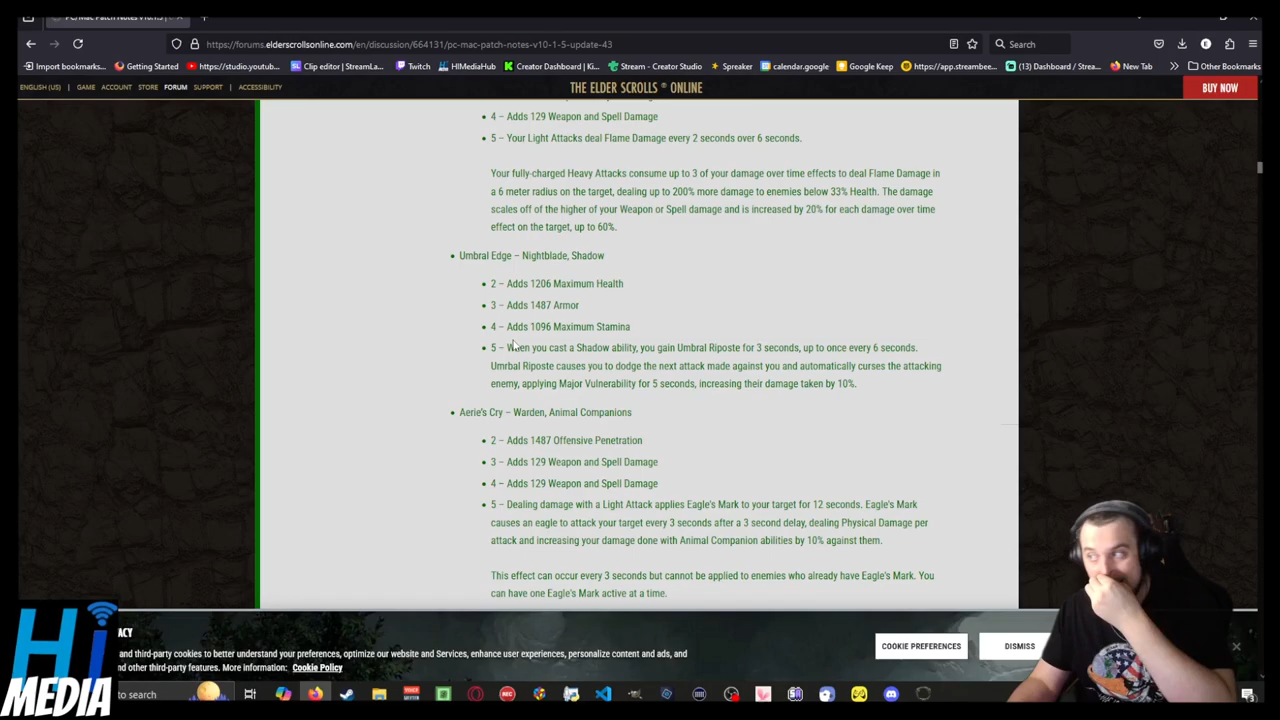 PC/Mac Patch Notes v10.1.5
https://forums.elderscrollsonline.com/en/discussion/664131/pc-mac-patch-notes-v10-1-5-update-43
Search
Import bookmarks...
Getting Started
https://studio.youtub...
Clip editor | StreamLa...
Twitch
HIMediaHub
Creator Dashboard | Ki...
Stream - Creator Studio
Spreaker
calendar.google
Google Keep
https://app.streambee...
(13) Dashboard / Strea...
New Tab
Other Bookmarks
ENGLISH (US) | GAME ACCOUNT STORE FORUM SUPPORT | ACCESSIBILITY
THE ELDER SCROLLS ® ONLINE
BUY NOW
4 – Adds 129 Weapon and Spell Damage
5 – Your Light Attacks deal Flame Damage every 2 seconds over 6 seconds.
Your fully-charged Heavy Attacks consume up to 3 of your damage over time effects to deal Flame Damage in
a 6 meter radius on the target, dealing up to 200% more damage to enemies below 33% Health. The damage
scales off of the higher of your Weapon or Spell damage and is increased by 20% for each damage over time
effect on the target, up to 60%.
Umbral Edge – Nightblade, Shadow
2 – Adds 1206 Maximum Health
3 – Adds 1487 Armor
4 – Adds 1096 Maximum Stamina
5 – When you cast a Shadow ability, you gain Umbral Riposte for 3 seconds, up to once every 6 seconds.
Umrbal Riposte causes you to dodge the next attack made against you and automatically curses the attacking
enemy, applying Major Vulnerability for 5 seconds, increasing their damage taken by 10%.
Aerie's Cry – Warden, Animal Companions
2 – Adds 1487 Offensive Penetration
3 – Adds 129 Weapon and Spell Damage
4 – Adds 129 Weapon and Spell Damage
5 – Dealing damage with a Light Attack applies Eagle's Mark to your target for 12 seconds. Eagle's Mark
causes an eagle to attack your target every 3 seconds after a 3 second delay, dealing Physical Damage per
attack and increasing your damage done with Animal Companion abilities by 10% against them.
This effect can occur every 3 seconds but cannot be applied to enemies who already have Eagle's Mark. You
can have one Eagle's Mark active at a time.
ACY
and third-party cookies to better understand your preferences, optimize our website and Services, enhance user experiences, personalize content and ads, and
other third-party features. More information: Cookie Policy
COOKIE PREFERENCES
DISMISS
Hi
MEDIA
to search
REC